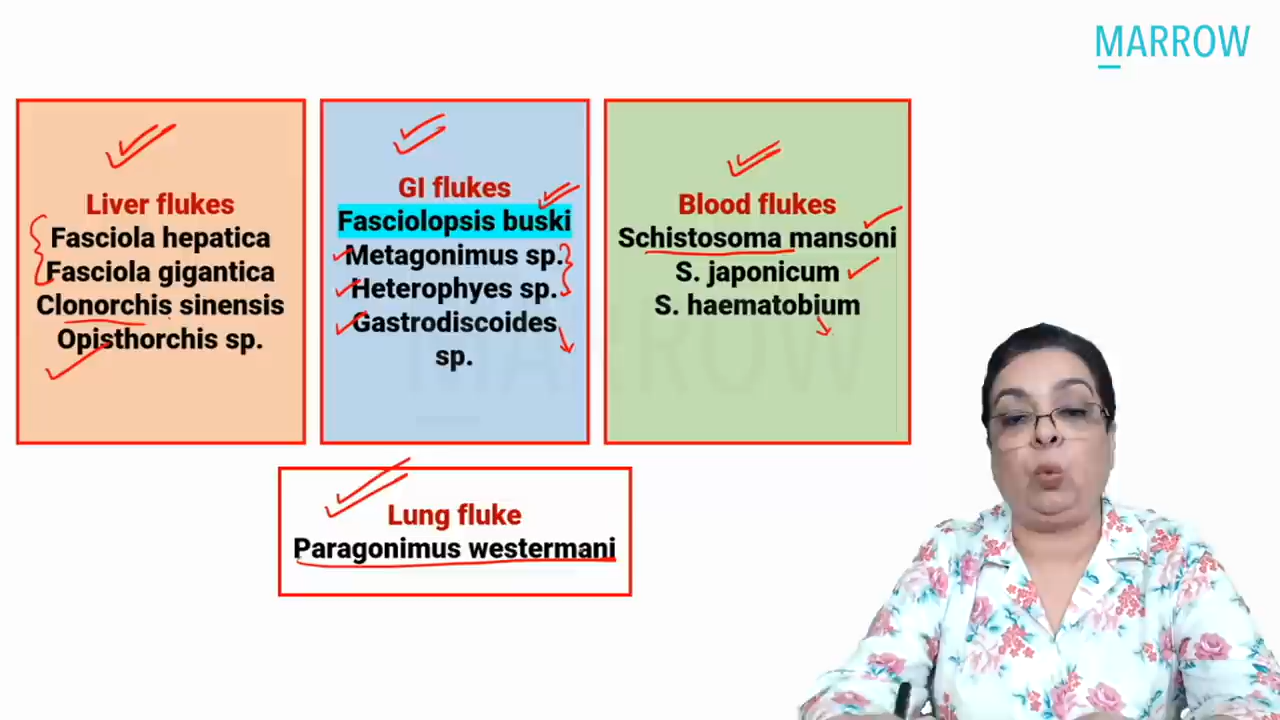 MARROW
Liver flukes
Fasciola hepatica
Fasciola gigantica
Clonorchis sinensis
Opisthorchis sp.
GI flukes
Fasciolopsis buski
Metagonimus sp.
Heterophyes sp.
Gastrodiscoides
sp.
Blood flukes
Schistosoma mansoni
S. japonicum
S. haematobium
MARROW
Lung fluke
Paragonimus westermani